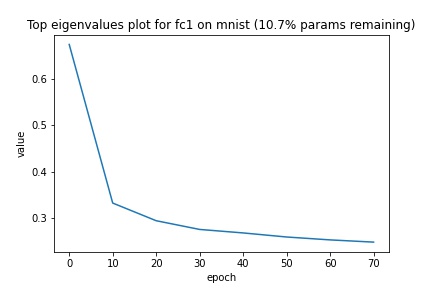 Top eigenvalues plot for fc1 on mnist (10.7% params remaining)
0.6
0.5
0.4
0.3
value
0 10 20 30 40 50 60 70
epoch